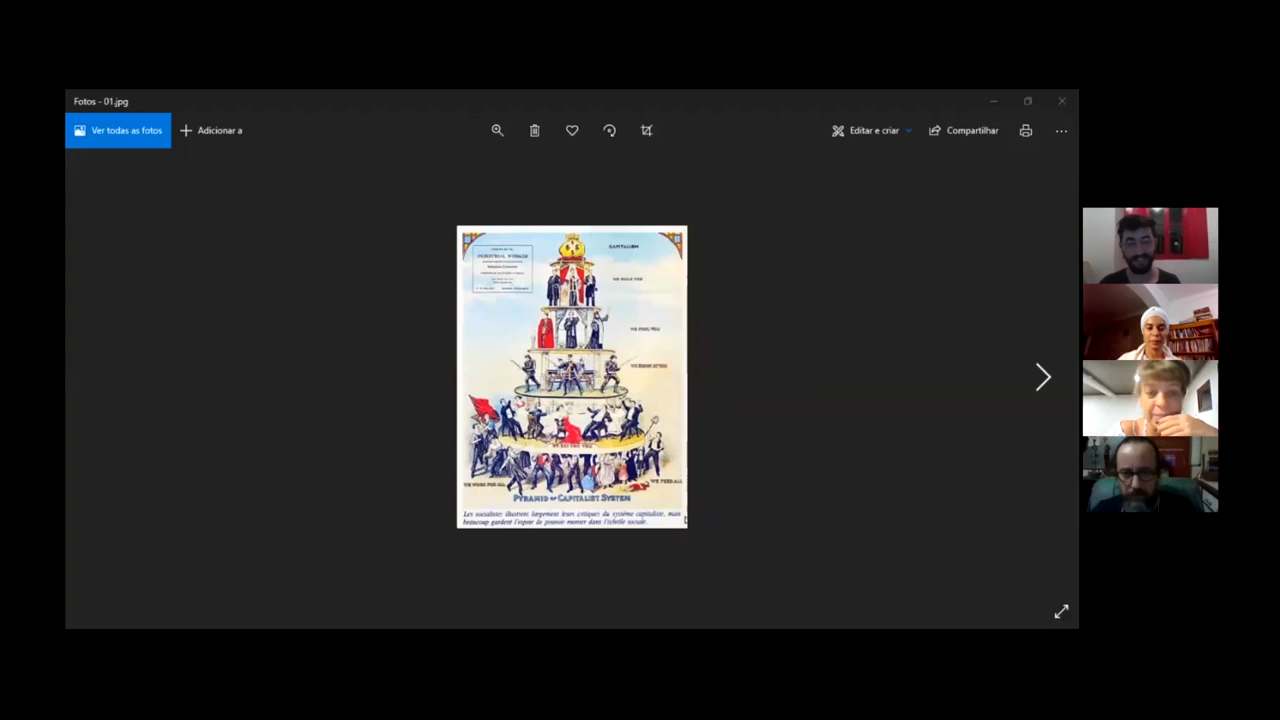 Fotos - 01.jpg
Ver todas as fotos
Adicionar a
Editar e criar
Compartilhar
INDUSTRIAL WORKER
CAPITALISM
WE RULE YOU
WE FOOL YOU
WE SHOOT AT YOU
WE EAT FOR YOU
WE WORK FOR ALL
WE FEED ALL
PYRAMID OF CAPITALIST SYSTEM
Les socialistes illustrent largement leurs critiques du système capitaliste, mais
beaucoup gardent l'espoir de pouvoir monter dans l'échelle sociale.